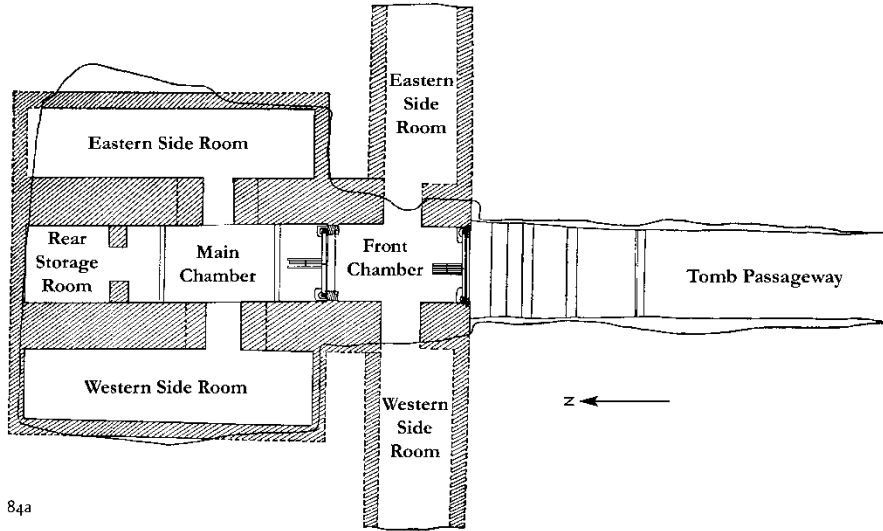 Eastern
Side
Room
Eastern Side Room
Rear
Storage
Room
Main
Chamber
Front
Chamber
Tomb Passageway
Western Side Room
Western
Side
Room
N
84a